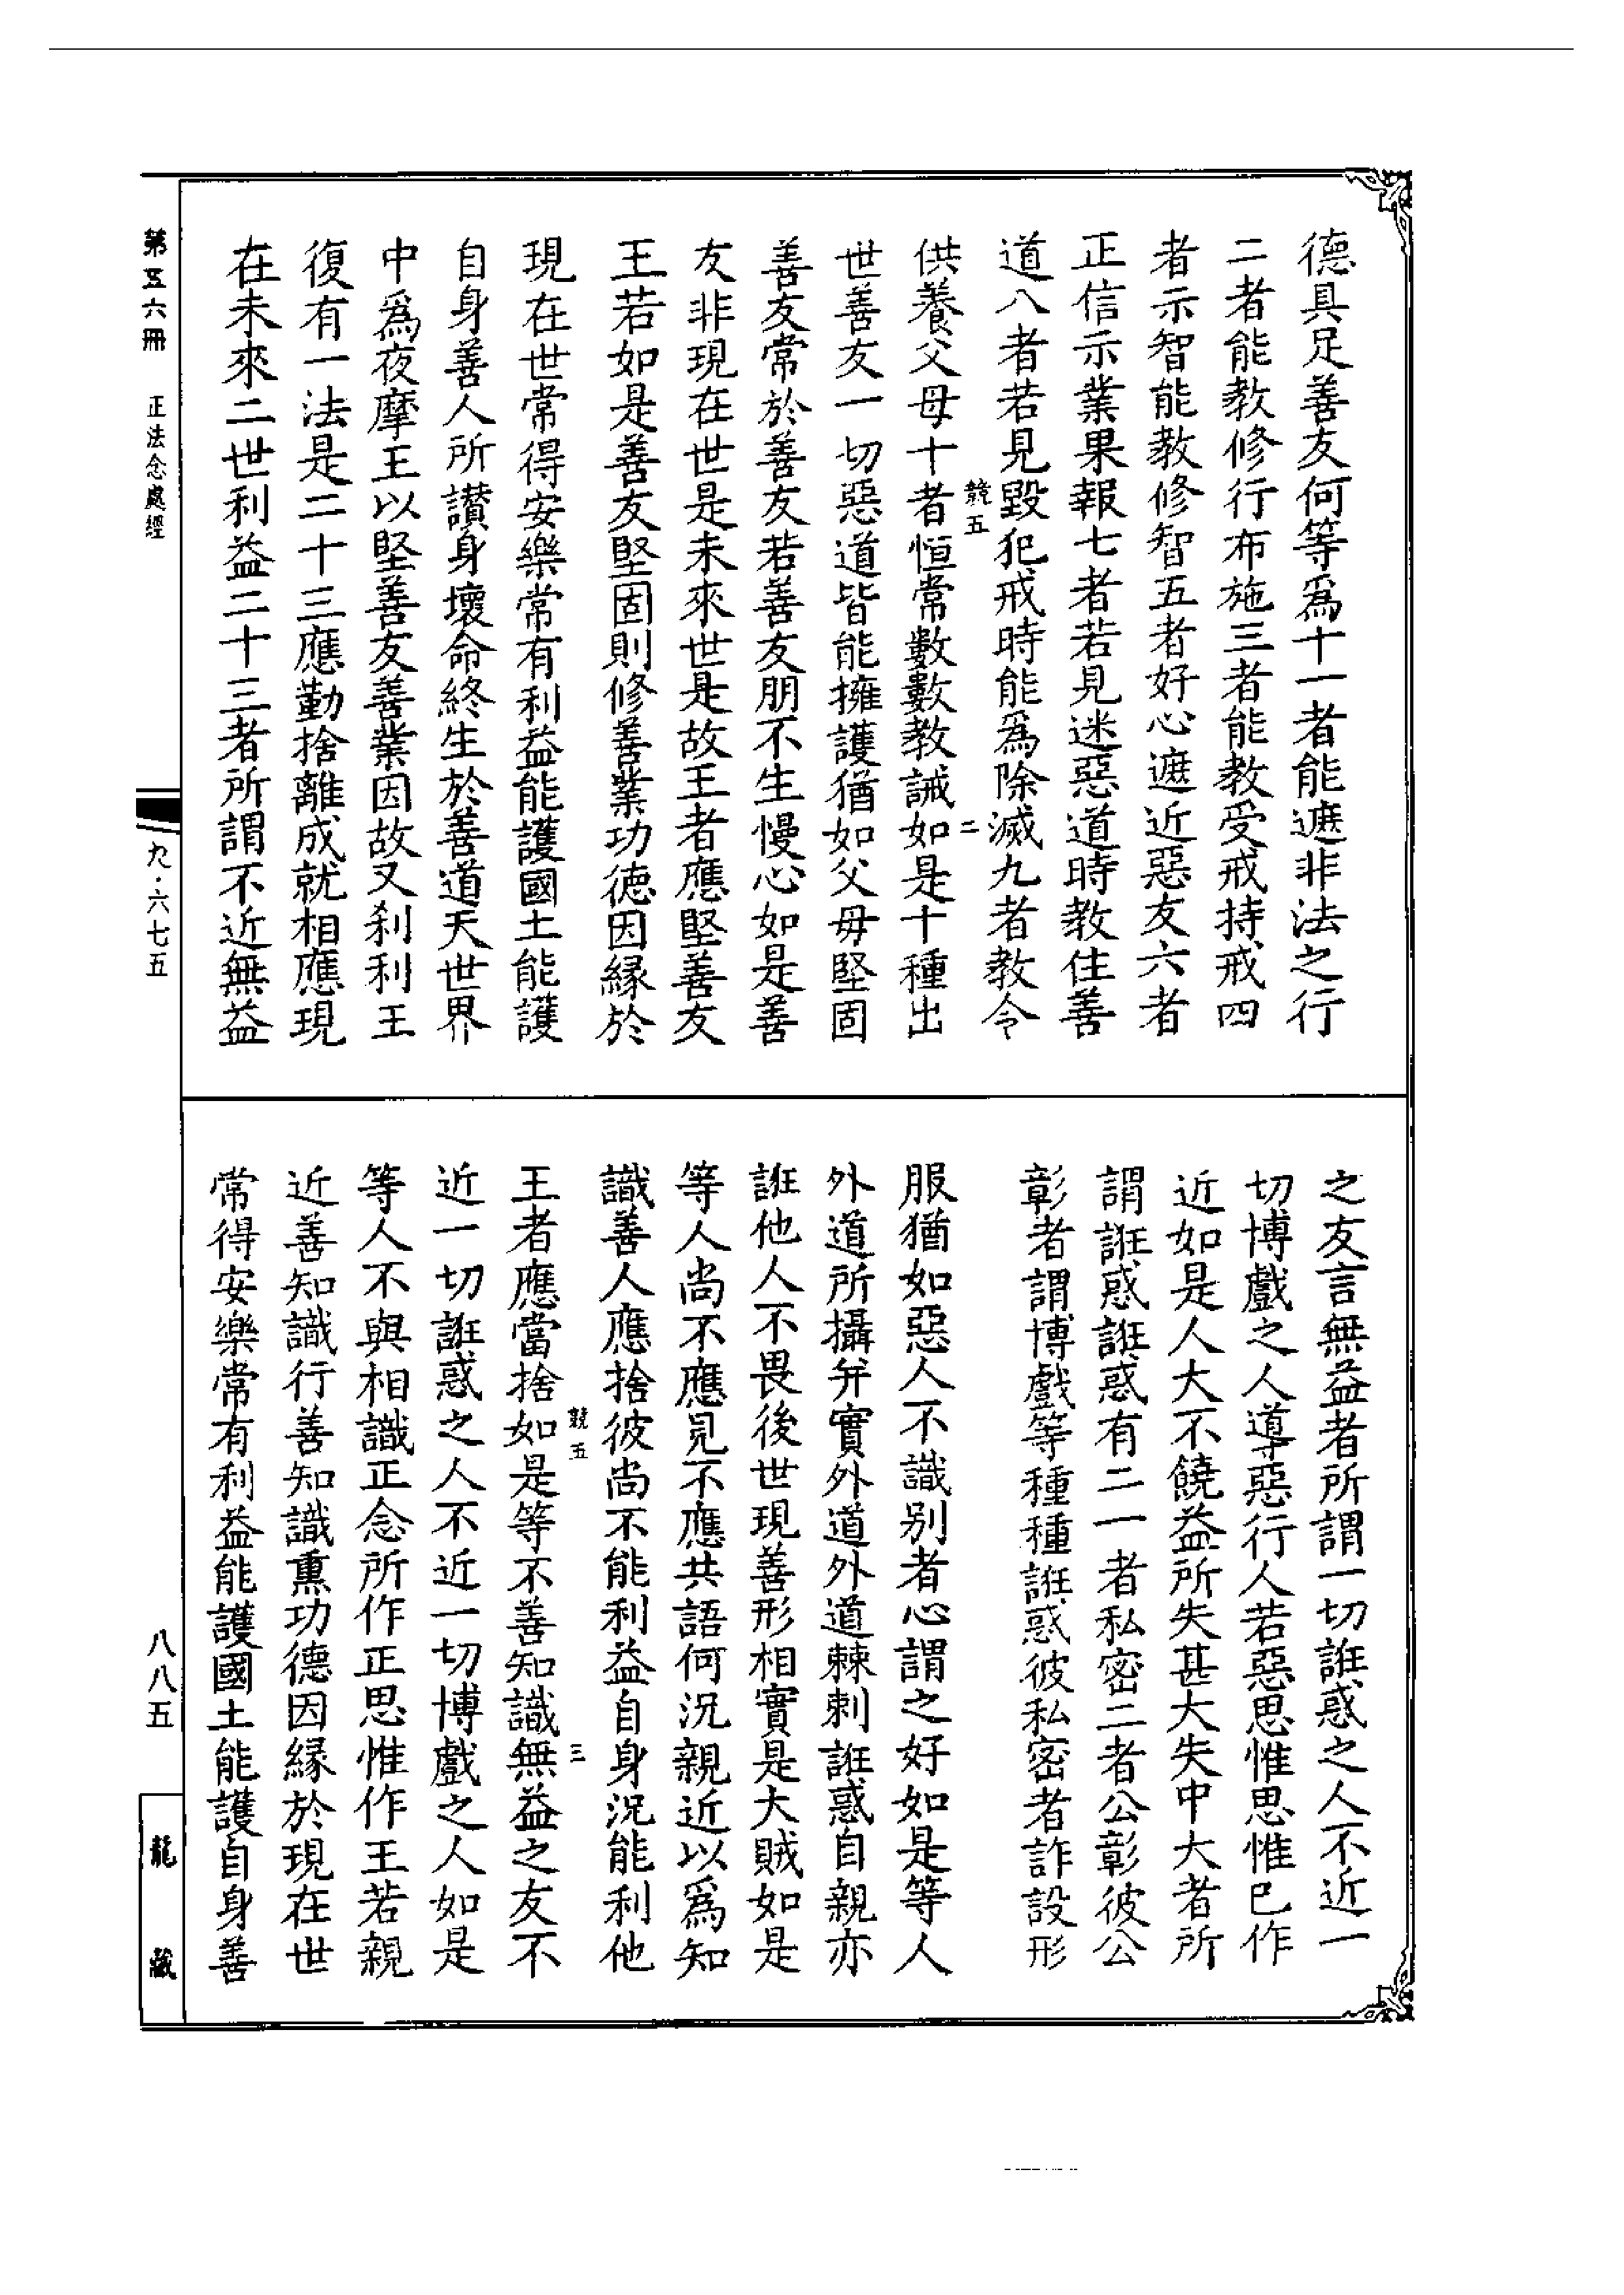 德具足善友何等爲十一者能遮非法之行
二者能教修行布施三者能教受戒持戒四
者示智能教修智五者好心遮近惡友六者
正信示業果報七者若見迷惡道時教住善
道八者若見毀犯戒時能爲除滅九者教令
競五
二
供養父母十者恒常數數教誡如是十種出
世善友一切惡道皆能擁護猶如父母堅固
善友常於善友若善友朋不生慢心如是善
友非現在世是未來世是故王者應堅善友
王若如是善友堅固則修善業功德因緣於
現在世常得安樂常有利益能護國土能護
自身善人所讃身壞命終生於善道天世界
中爲夜摩王以堅善友善業因故又刹利王
復有一法是二十三應勤捨離成就相應現
在未來二世利益二十三者所謂不近無益
之友言無益者所謂一切誑惑之人不近一
切博戲之人導惡行人若惡思惟思惟巳作
近如是人大不饒益所失甚大失中大者所
謂誑惑誑惑有二一者私密二者公彰彼公
彰者謂博戲等種種誑惑彼私密者詐設形
服猶如惡人不識别者心謂之好如是等人
外道所攝弁實外道外道棘刺誑惑自親亦
誑他人不畏後世現善形相實是大賊如是
等人尚不應見不應共語何況親近以爲知
識善人應捨彼尚不能利益自身況能利他
競五
三
王者應當捨如是等不善知識無益之友不
近一切誑惑之人不近一切博戲之人如是
等人不與相識正念所作正思惟作王若親
近善知識行善知識熏功德因緣於現在世
常得安樂常有利益能護國土能護自身善
第五六冊
正法念處經
九·六七五
八八五
龍藏